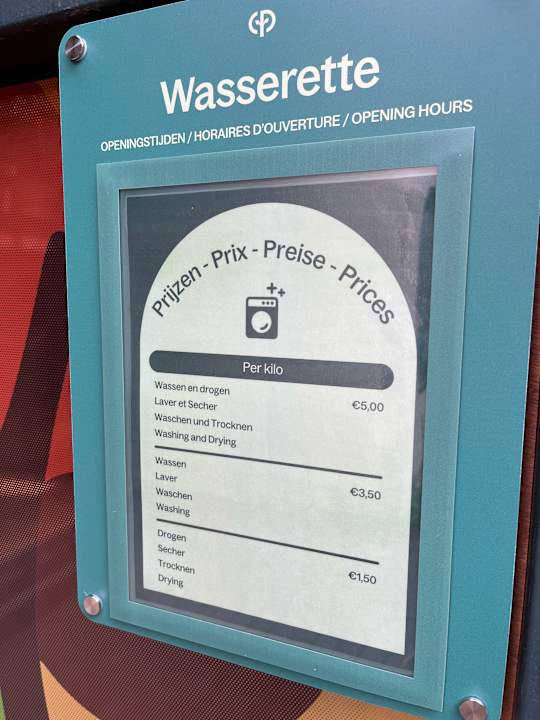 Wasserette
OPENINGSTIJDEN / HORAIRES D'OUVERTURE / OPENING HOURS
Prijzen - Prix - Preise - Prices
Per kilo
Wassen en drogen
Laver et Secher €5,00
Waschen und Trocknen
Washing and Drying
Wassen
Laver
Waschen €3,50
Washing
Drogen
Secher
Trocknen €1,50
Drying